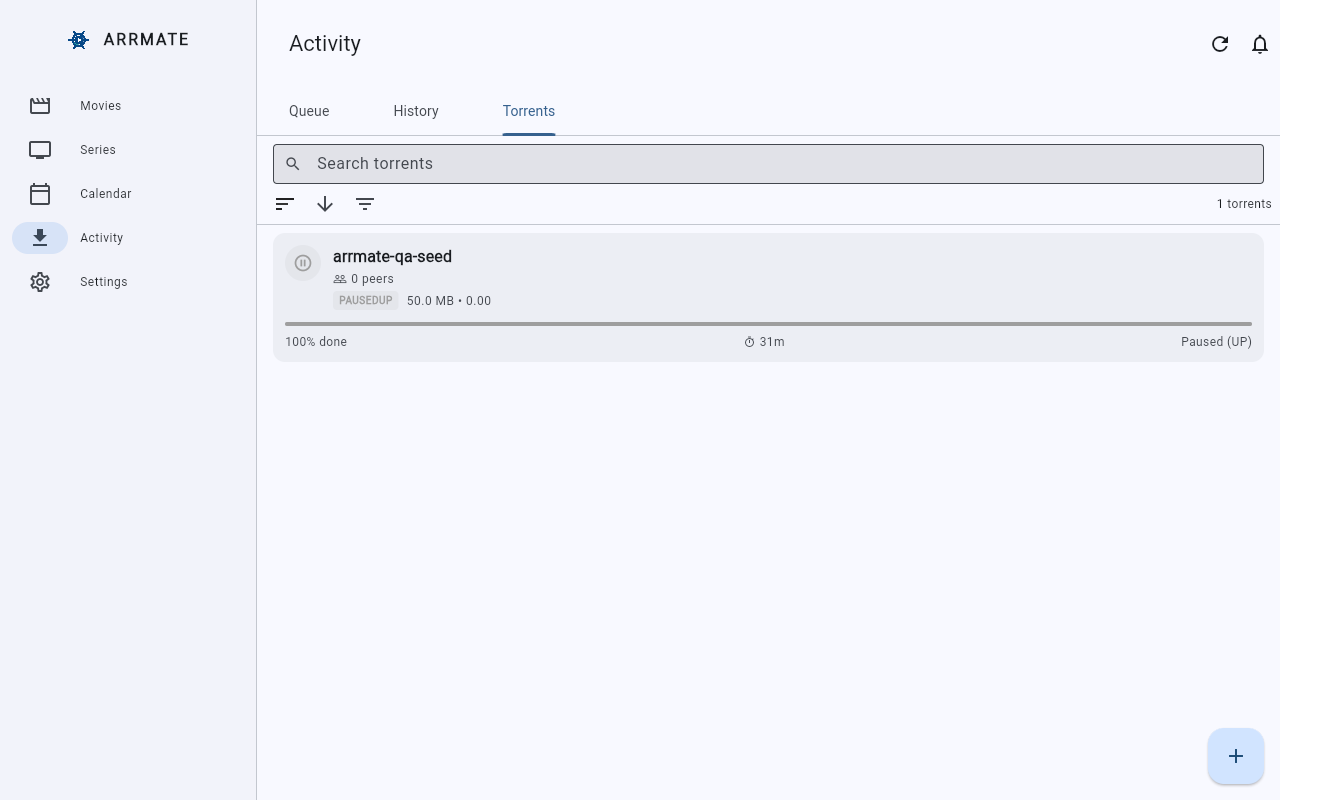 ARRMATE
Movies
Series
Calendar
Activity
Settings
Activity
Queue
History
Torrents
Search torrents
1 torrents
arrmate-qa-seed
0 peers
PAUSEDUP 50.0 MB • 0.00
100% done
31m
Paused (UP)